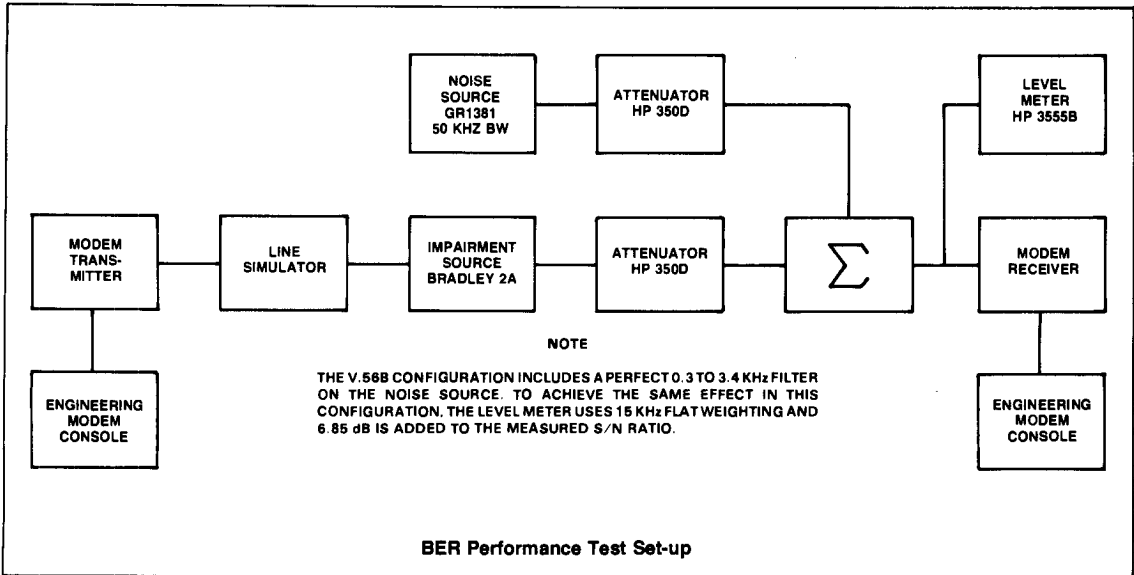 NOISE
SOURCE
GR1381
50 KHZ BW
ATTENUATOR
HP 350D
LEVEL
METER
HP 3555B
MODEM
TRANS-
MITTER
LINE
SIMULATOR
IMPAIRMENT
SOURCE
BRADLEY 2A
ATTENUATOR
HP 350D
Σ
MODEM
RECEIVER
ENGINEERING
MODEM
CONSOLE
NOTE
THE V.56B CONFIGURATION INCLUDES A PERFECT 0.3 TO 3.4 KHz FILTER
ON THE NOISE SOURCE. TO ACHIEVE THE SAME EFFECT IN THIS
CONFIGURATION, THE LEVEL METER USES 15 KHz FLAT WEIGHTING AND
6.85 dB IS ADDED TO THE MEASURED S/N RATIO.
ENGINEERING
MODEM
CONSOLE
BER Performance Test Set-up